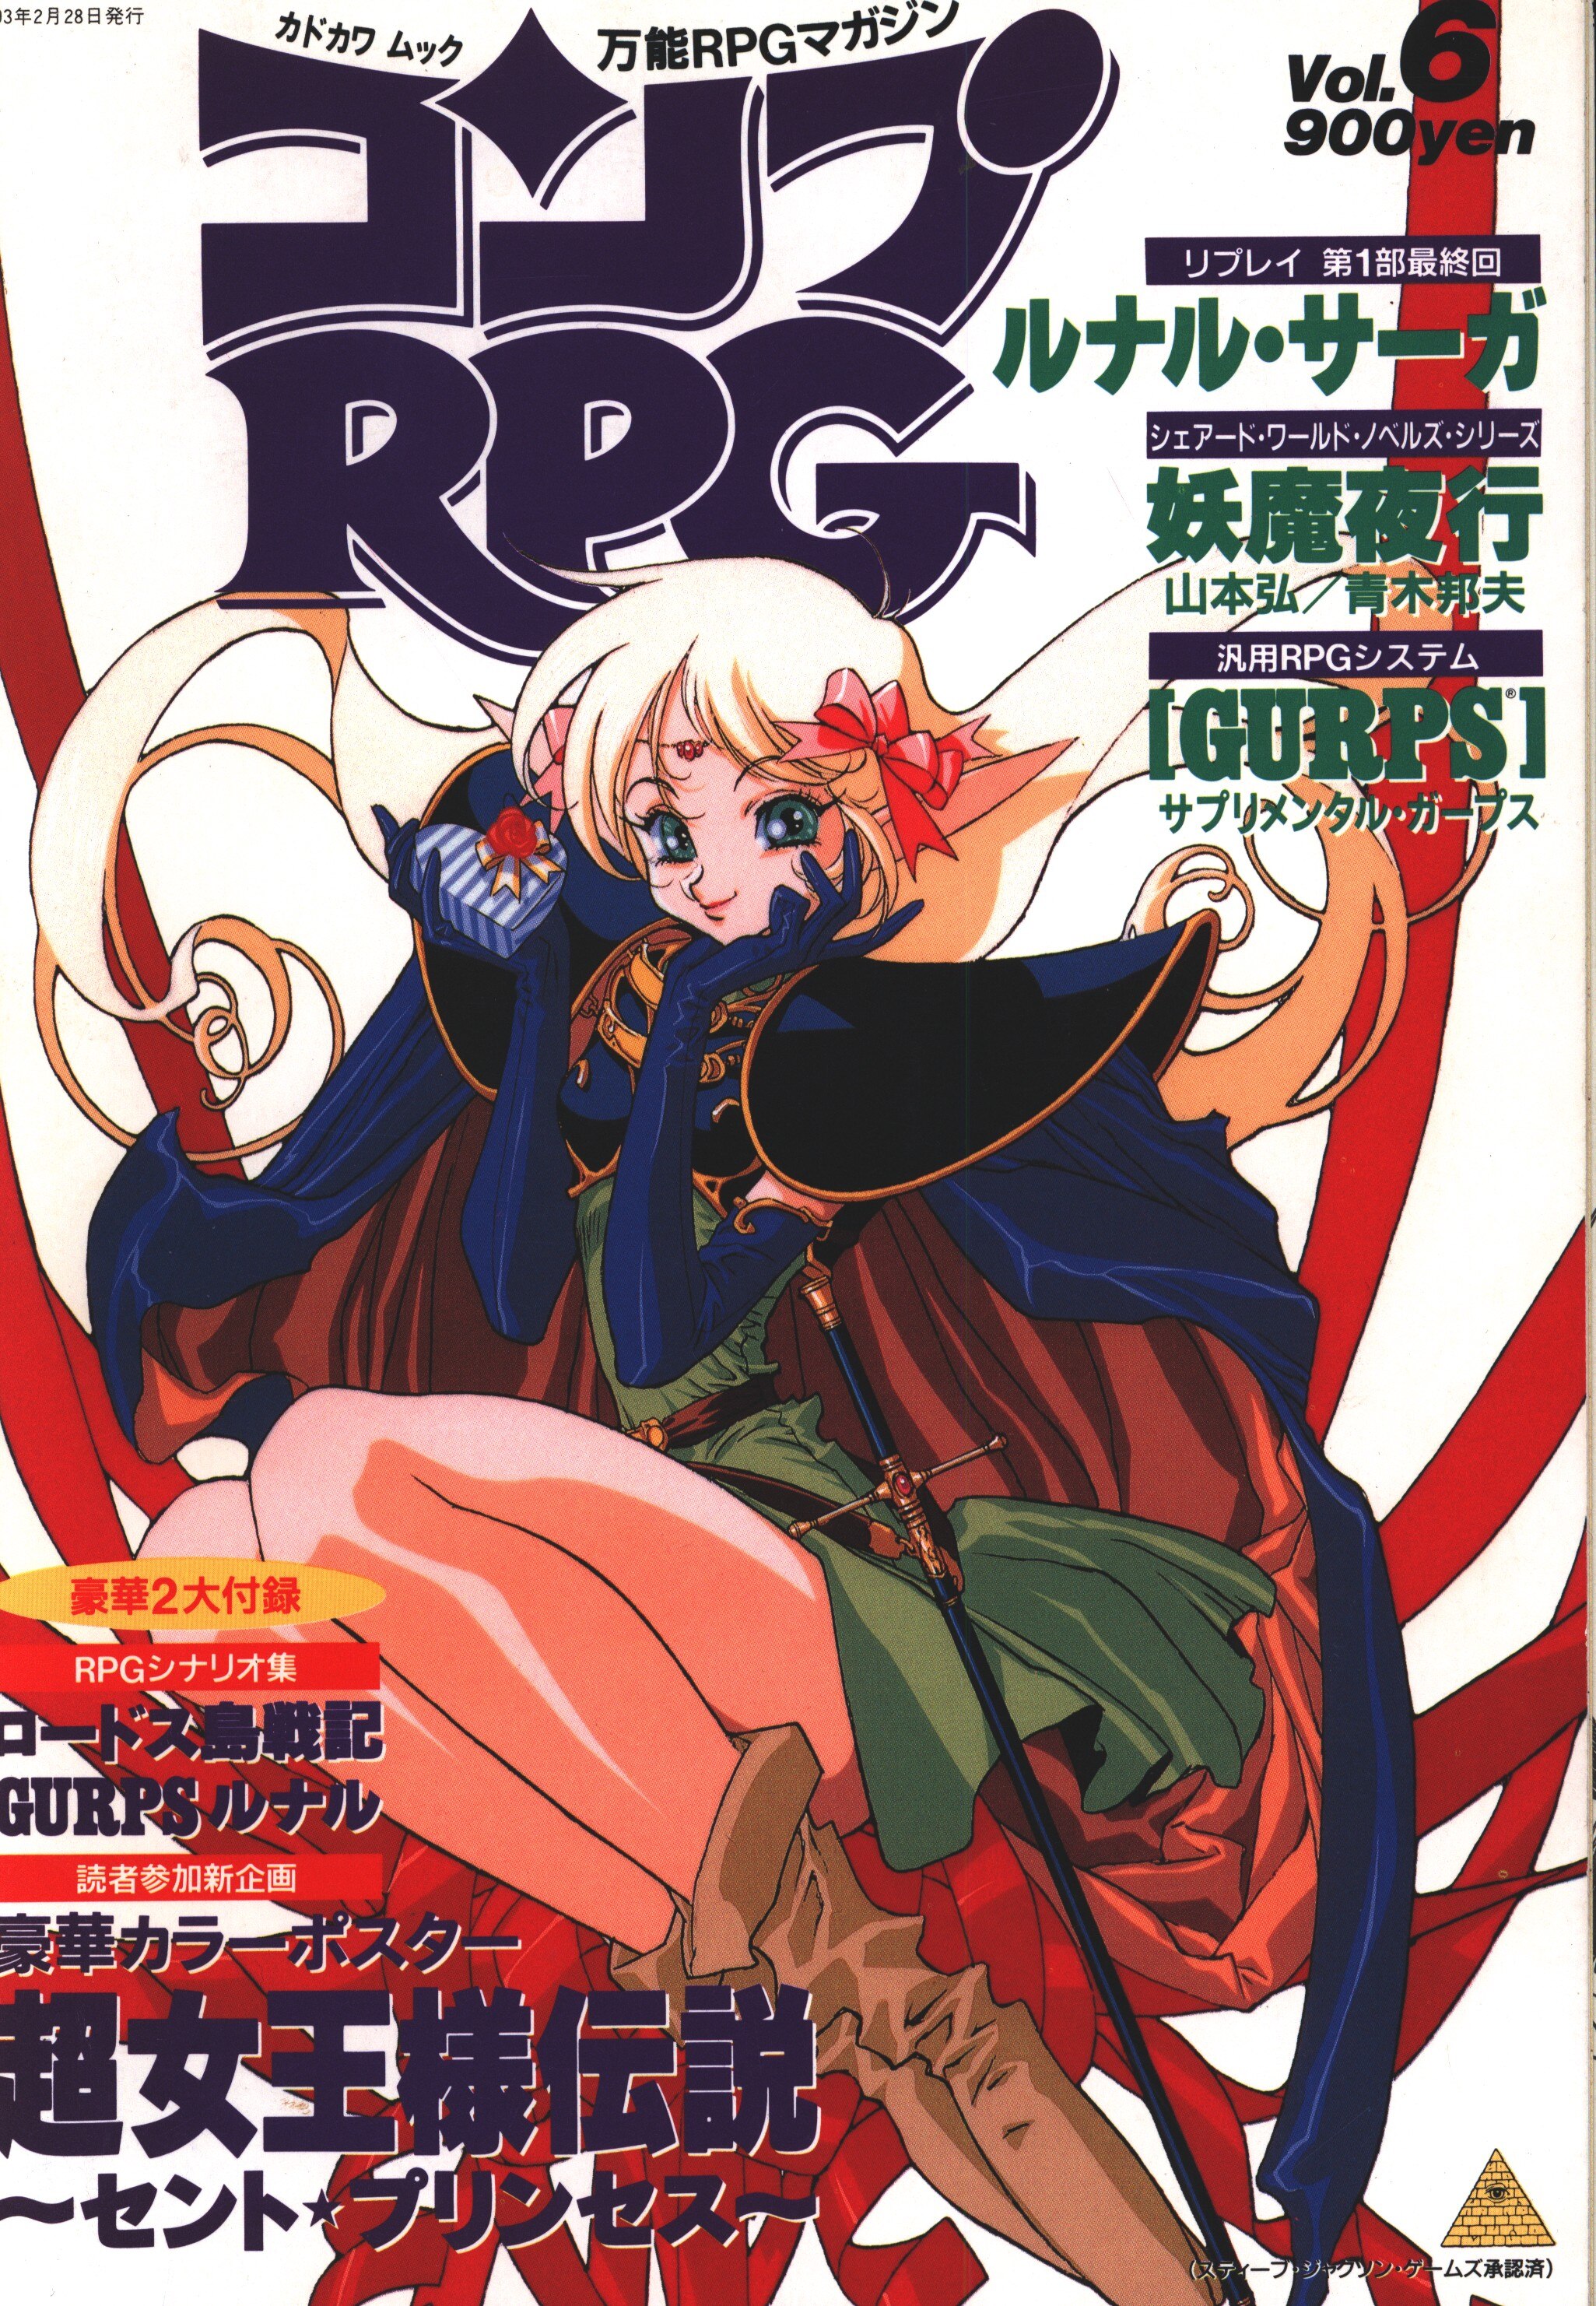 03年2月28日発行
カドカワ ムック
万能RPGマガジン
コンプ
RPG
Vol.6
900yen
リプレイ 第1部最終回
ルナル・サーガ
シェアード・ワールド・ノベルズ・シリーズ
妖魔夜行
山本弘／青木邦夫
汎用RPGシステム
[GURPS®]
サプリメンタル・ガープス
豪華2大付録
RPGシナリオ集
ロードス島戦記
GURPSルナル
読者参加新企画
豪華カラーポスター
超女王様伝説
〜セント★プリンセス〜
(スティーブ・ジャクソン・ゲームズ承認済)